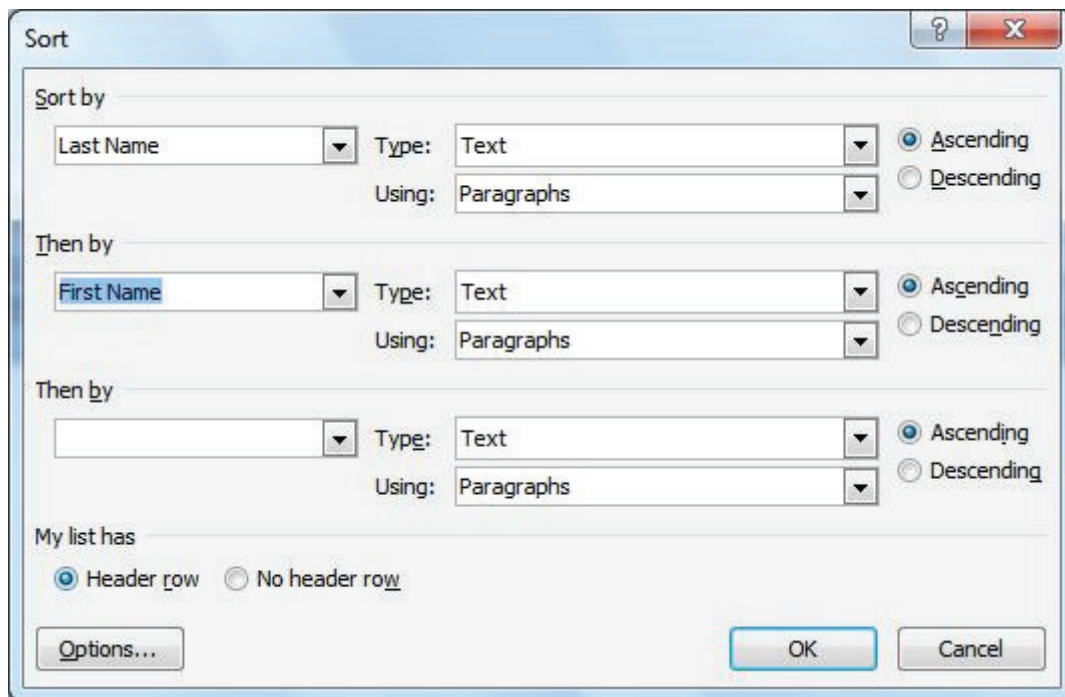 Sort
Sort by
Last Name Type: Text Ascending
Using: Paragraphs Descending
Then by
First Name Type: Text Ascending
Using: Paragraphs Descending
Then by
Type: Text Ascending
Using: Paragraphs Descending
My list has
Header row No header row
Options... OK Cancel